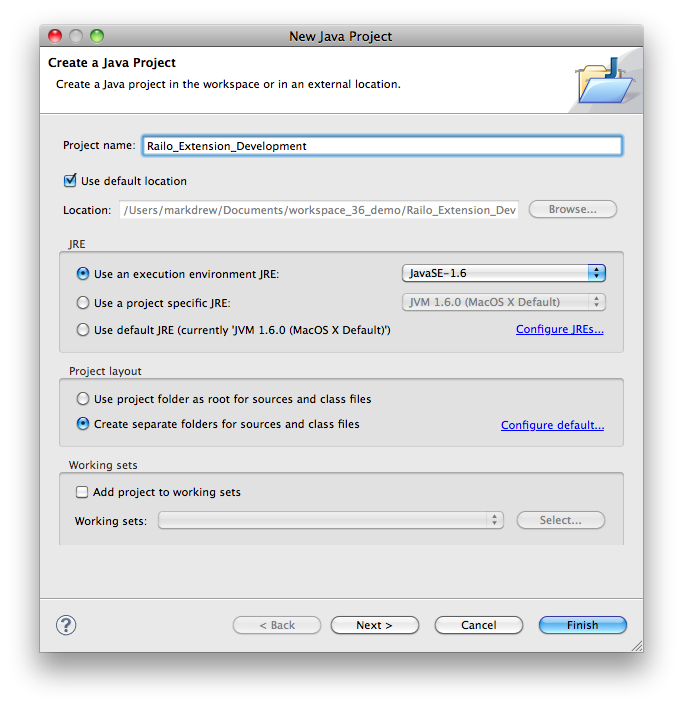 New Java Project
Create a Java Project
Create a Java project in the workspace or in an external location.
Project name: Railo_Extension_Development
Use default location
Location: /Users/markdrew/Documents/workspace_36_demo/Railo_Extension_Dev Browse...
JRE
Use an execution environment JRE: JavaSE-1.6
Use a project specific JRE: JVM 1.6.0 (MacOS X Default)
Use default JRE (currently 'JVM 1.6.0 (MacOS X Default)') Configure JREs...
Project layout
Use project folder as root for sources and class files
Create separate folders for sources and class files Configure default...
Working sets
Add project to working sets
Working sets: Select...
? < Back Next > Cancel Finish